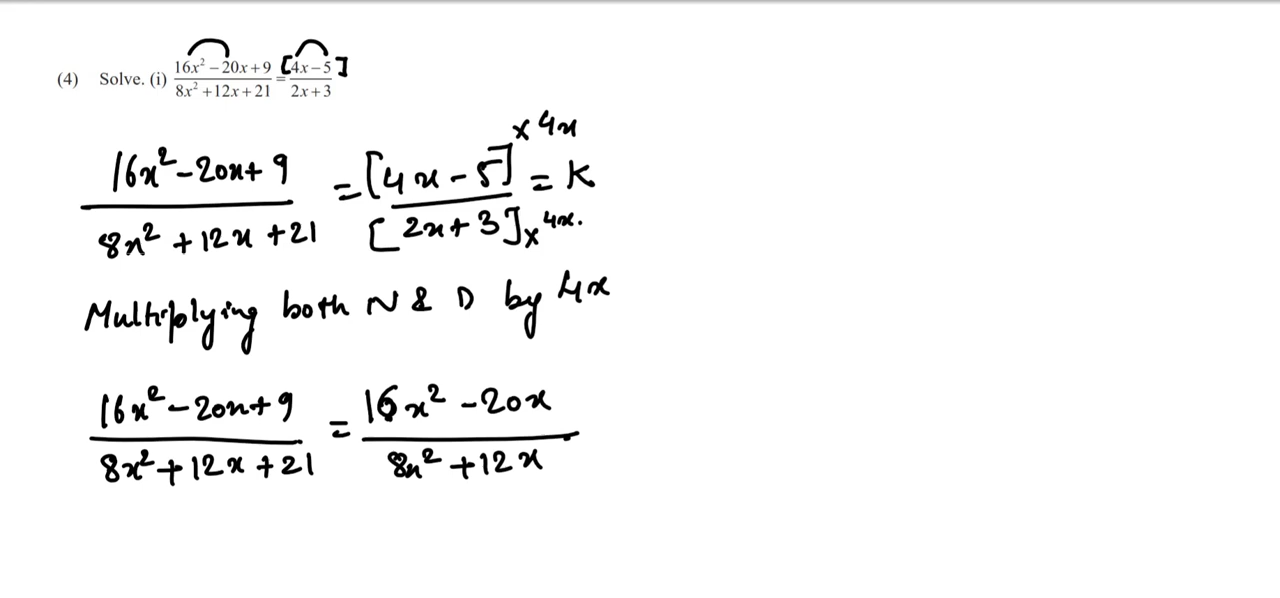 (4) Solve. (i) 16x² – 20x + 9 / 8x² + 12x + 21 = [4x – 5] / 2x + 3
16x² – 20x + 9 / 8x² + 12x + 21 = [4x – 5] × 4x / [2x + 3] × 4x. = K
Multiplying both N & D by 4x
16x² – 20x + 9 / 8x² + 12x + 21 = 16x² – 20x / 8x² + 12x